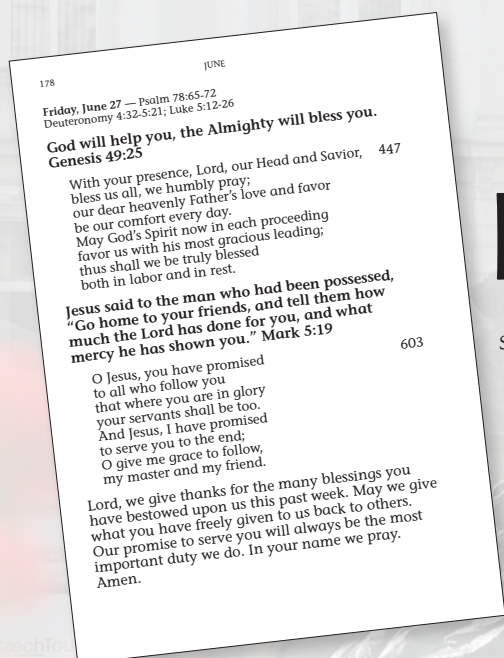 178
JUNE
Friday, June 27 — Psalm 78:65-72
Deuteronomy 4:32-5:21; Luke 5:12-26
God will help you, the Almighty will bless you.
Genesis 49:25
With your presence, Lord, our Head and Savior, 447
bless us all, we humbly pray;
our dear heavenly Father's love and favor
be our comfort every day.
May God's Spirit now in each proceeding
favor us with his most gracious leading;
thus shall we be truly blessed
both in labor and in rest.
Jesus said to the man who had been possessed,
“Go home to your friends, and tell them how
much the Lord has done for you, and what
mercy he has shown you.” Mark 5:19
603
O Jesus, you have promised
to all who follow you
that where you are in glory
your servants shall be too.
And Jesus, I have promised
to serve you to the end;
O give me grace to follow,
my master and my friend.
Lord, we give thanks for the many blessings you
have bestowed upon us this past week. May we give
what you have freely given to us back to others.
Our promise to serve you will always be the most
important duty we do. In your name we pray.
Amen.